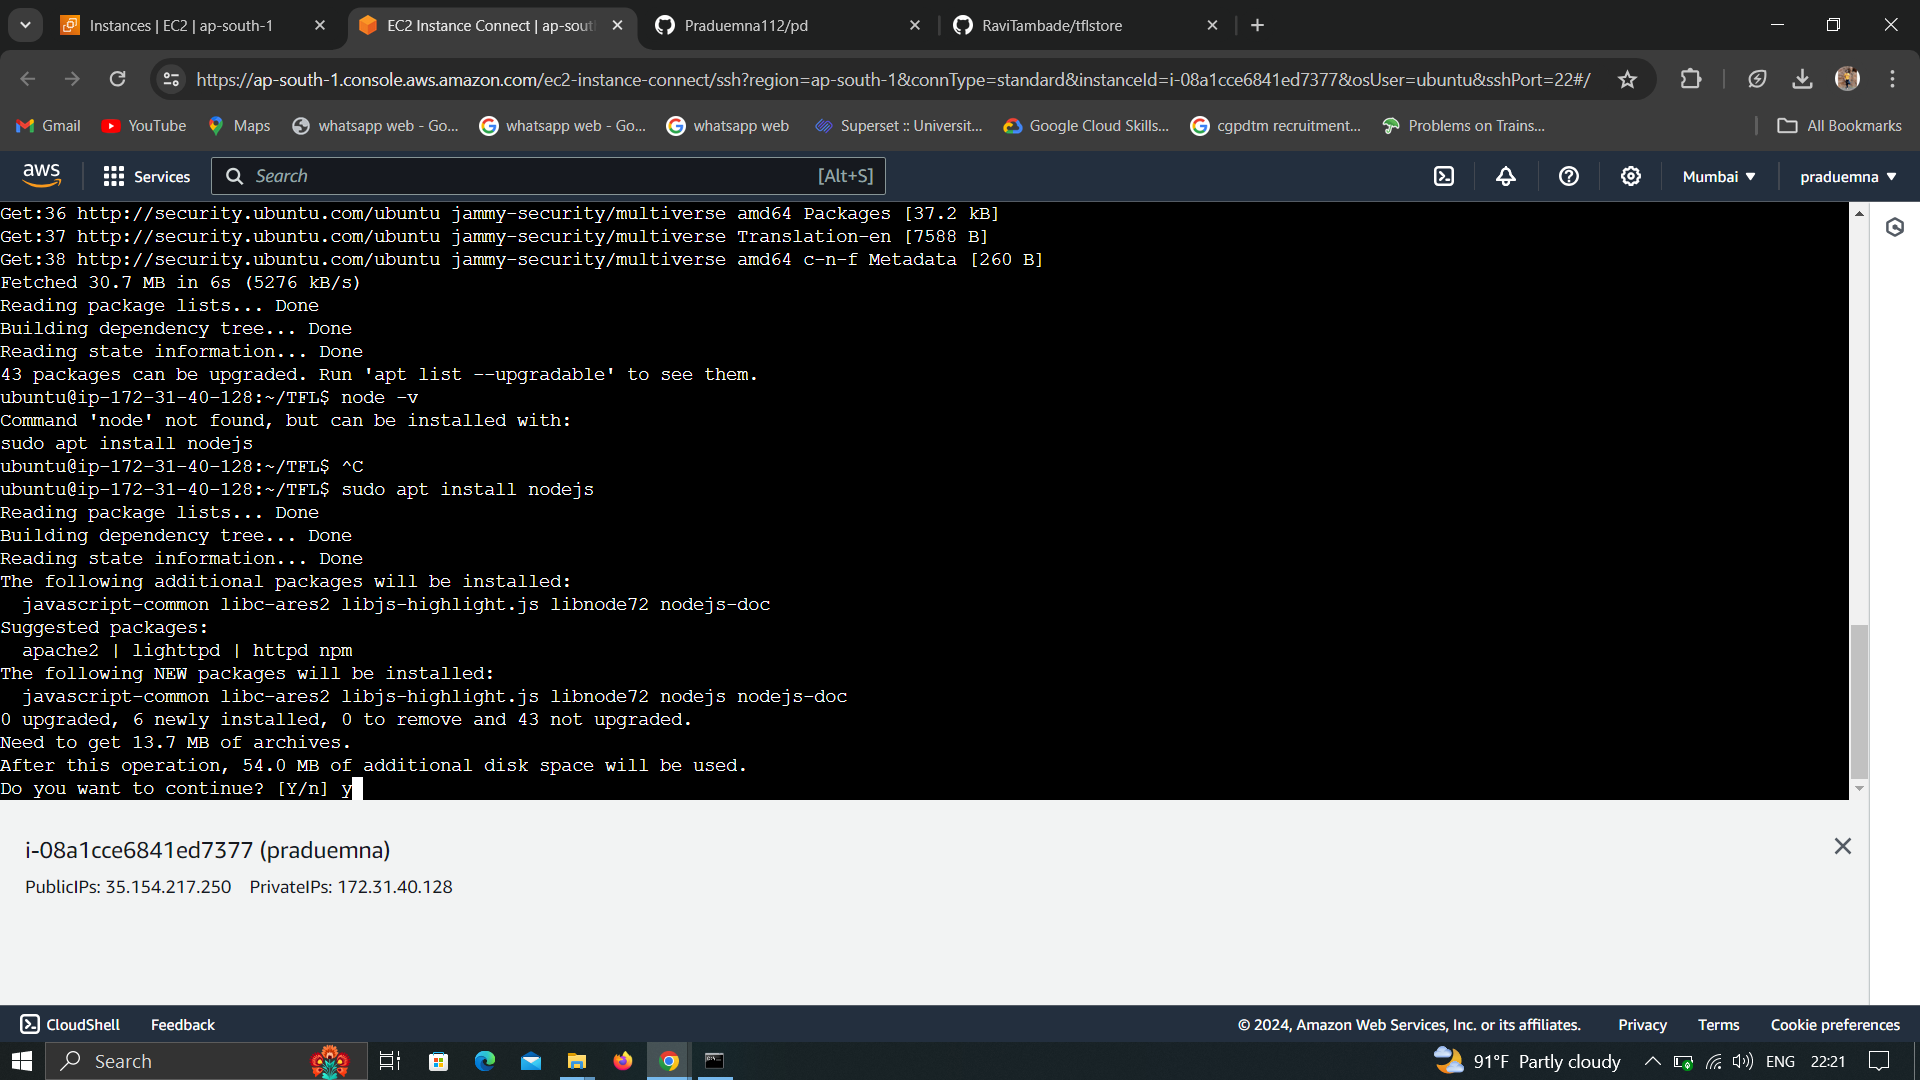 Instances | EC2 | ap-south-1
EC2 Instance Connect | ap-sout
Praduemna112/pd
RaviTambade/tflstore
https://ap-south-1.console.aws.amazon.com/ec2-instance-connect/ssh?region=ap-south-1&connType=standard&instanceId=i-08a1cce6841ed7377&osUser=ubuntu&sshPort=22#/
Gmail
YouTube
Maps
whatsapp web - Go...
whatsapp web - Go...
whatsapp web
Superset :: Universit...
Google Cloud Skills...
cgpdtm recruitment...
Problems on Trains...
All Bookmarks
aws
Services
Search
[Alt+S]
Mumbai
praduemna
Get:36 http://security.ubuntu.com/ubuntu jammy-security/multiverse amd64 Packages [37.2 kB]
Get:37 http://security.ubuntu.com/ubuntu jammy-security/multiverse Translation-en [7588 B]
Get:38 http://security.ubuntu.com/ubuntu jammy-security/multiverse amd64 c-n-f Metadata [260 B]
Fetched 30.7 MB in 6s (5276 kB/s)
Reading package lists... Done
Building dependency tree... Done
Reading state information... Done
43 packages can be upgraded. Run 'apt list --upgradable' to see them.
ubuntu@ip-172-31-40-128:~/TFL$ node -v
Command 'node' not found, but can be installed with:
sudo apt install nodejs
ubuntu@ip-172-31-40-128:~/TFL$ ^C
ubuntu@ip-172-31-40-128:~/TFL$ sudo apt install nodejs
Reading package lists... Done
Building dependency tree... Done
Reading state information... Done
The following additional packages will be installed:
  javascript-common libc-ares2 libjs-highlight.js libnode72 nodejs-doc
Suggested packages:
  apache2 | lighttpd | httpd npm
The following NEW packages will be installed:
  javascript-common libc-ares2 libjs-highlight.js libnode72 nodejs nodejs-doc
0 upgraded, 6 newly installed, 0 to remove and 43 not upgraded.
Need to get 13.7 MB of archives.
After this operation, 54.0 MB of additional disk space will be used.
Do you want to continue? [Y/n] y
i-08a1cce6841ed7377 (praduemna)
PublicIPs: 35.154.217.250 PrivateIPs: 172.31.40.128
CloudShell
Feedback
© 2024, Amazon Web Services, Inc. or its affiliates.
Privacy
Terms
Cookie preferences
Search
91°F Partly cloudy
ENG
22:21